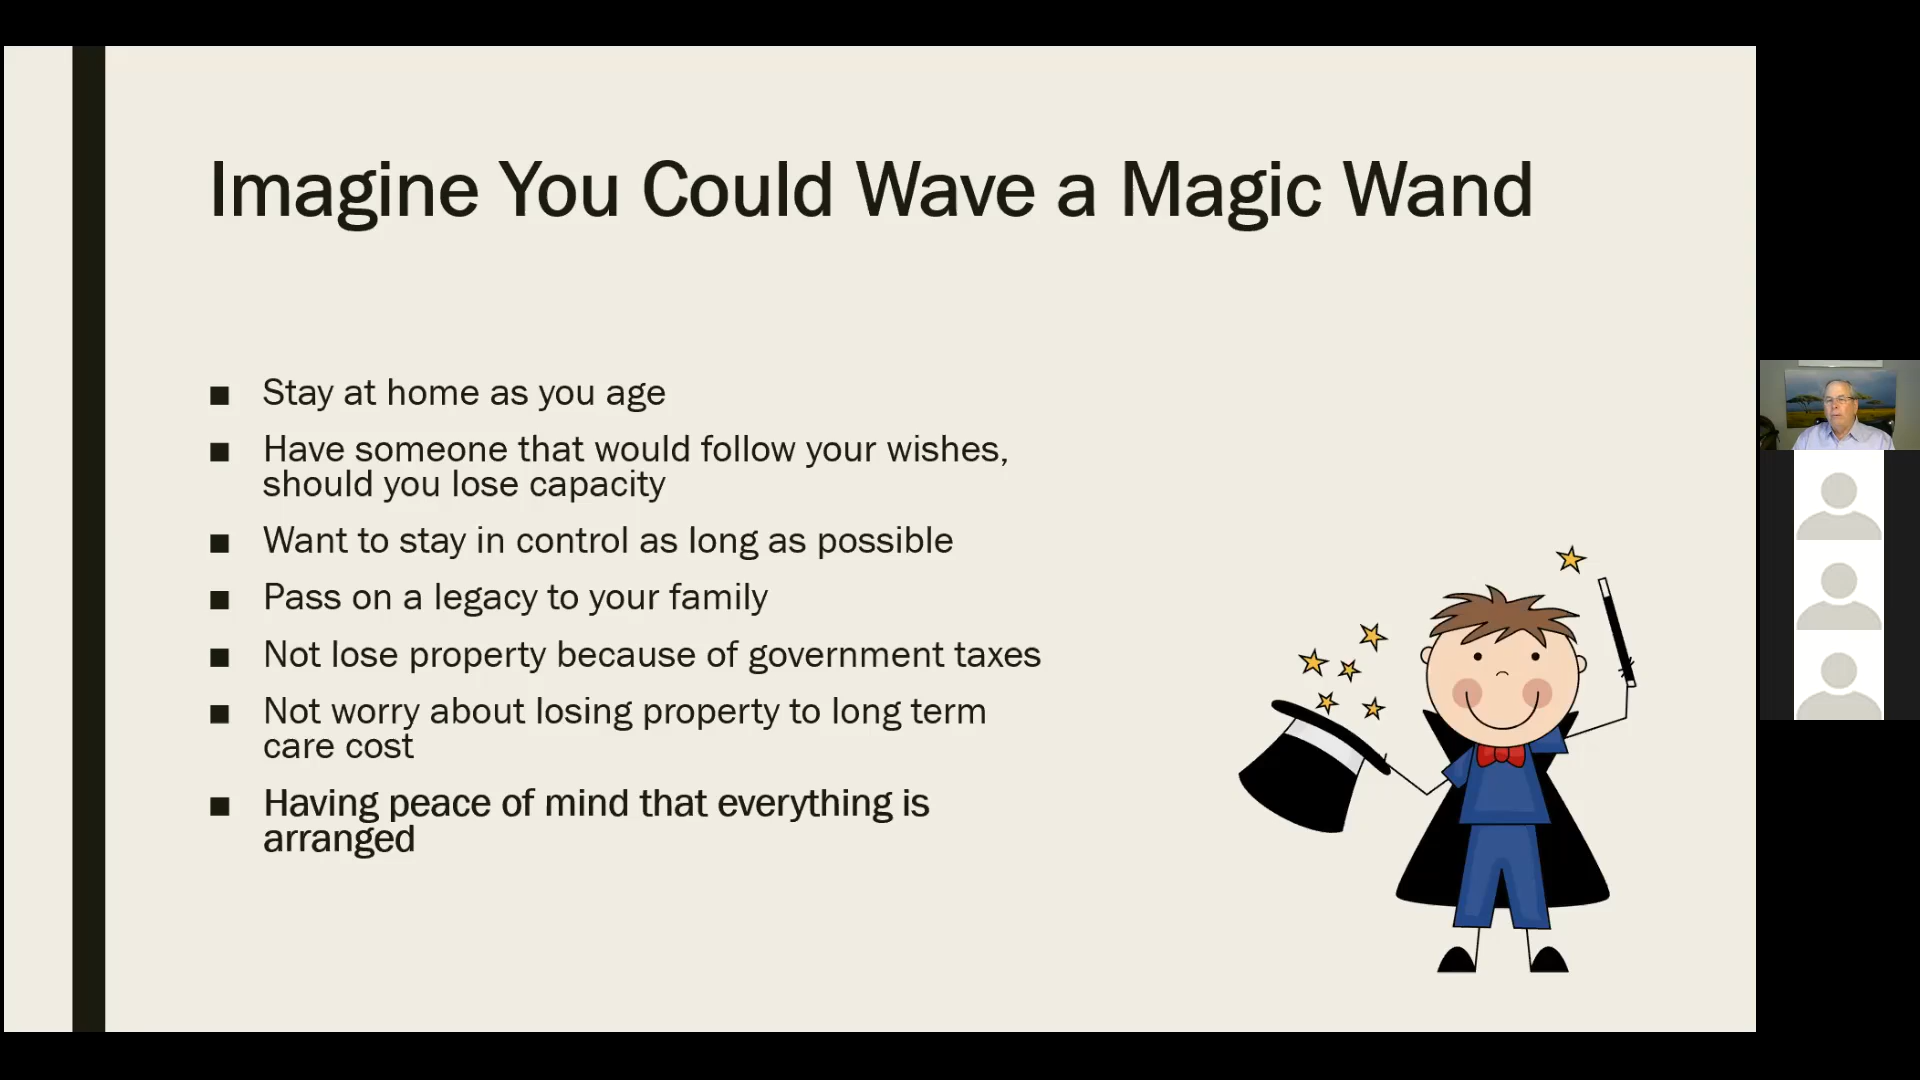 Imagine You Could Wave a Magic Wand
■ Stay at home as you age
■ Have someone that would follow your wishes,
should you lose capacity
■ Want to stay in control as long as possible
■ Pass on a legacy to your family
■ Not lose property because of government taxes
■ Not worry about losing property to long term
care cost
■ Having peace of mind that everything is
arranged